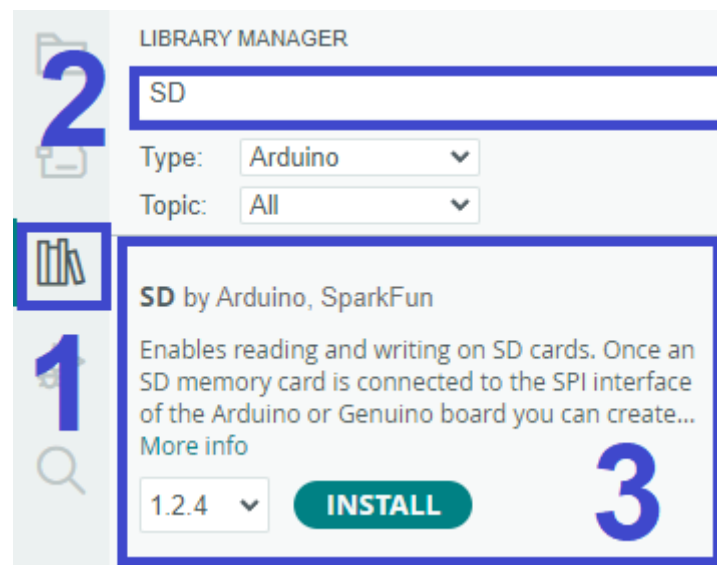 LIBRARY MANAGER
2
SD
Type: Arduino
Topic: All
SD by Arduino, SparkFun
1
Enables reading and writing on SD cards. Once an
SD memory card is connected to the SPI interface
of the Arduino or Genuino board you can create...
More info
1.2.4 INSTALL
3